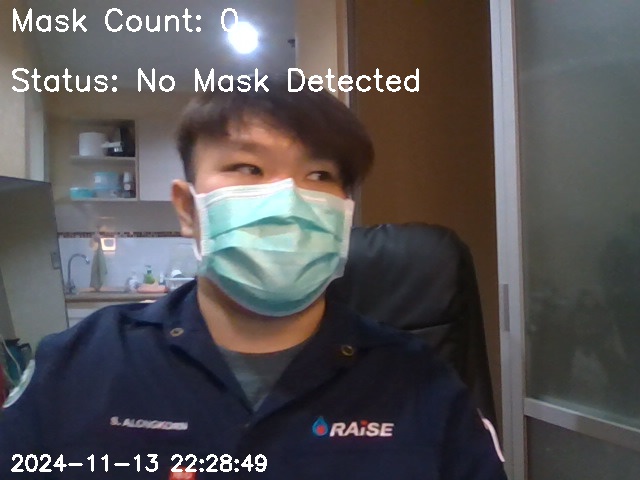 Mask Count: 0
Status: No Mask Detected
S. ALONGKORN
RAiSE
2024-11-13 22:28:49